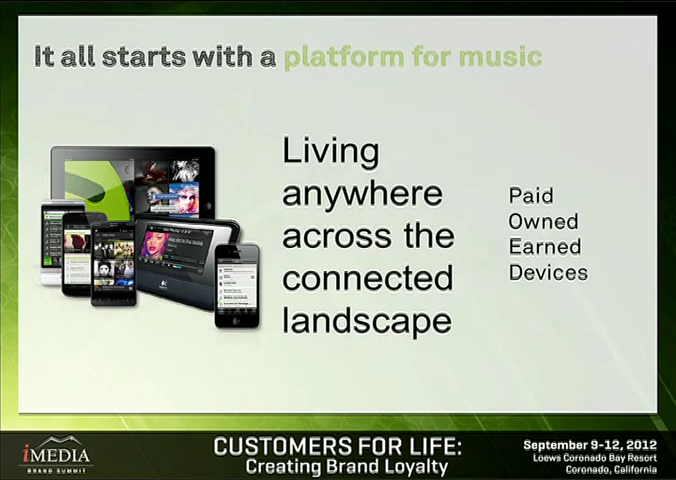 It all starts with a platform for music
Living
anywhere
across the
connected
landscape
Paid
Owned
Earned
Devices
iMEDIA
BRAND SUMMIT
CUSTOMERS FOR LIFE:
Creating Brand Loyalty
September 9-12, 2012
Loews Coronado Bay Resort
Coronado, California